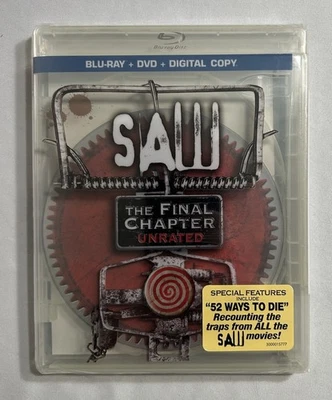 BLU-RAY + DVD + DIGITAL COPY
SAW
THE FINAL
CHAPTER
UNRATED
SPECIAL FEATURES
INCLUDE
"52 WAYS TO DIE"
Recounting the
traps from ALL the
SAW movies!